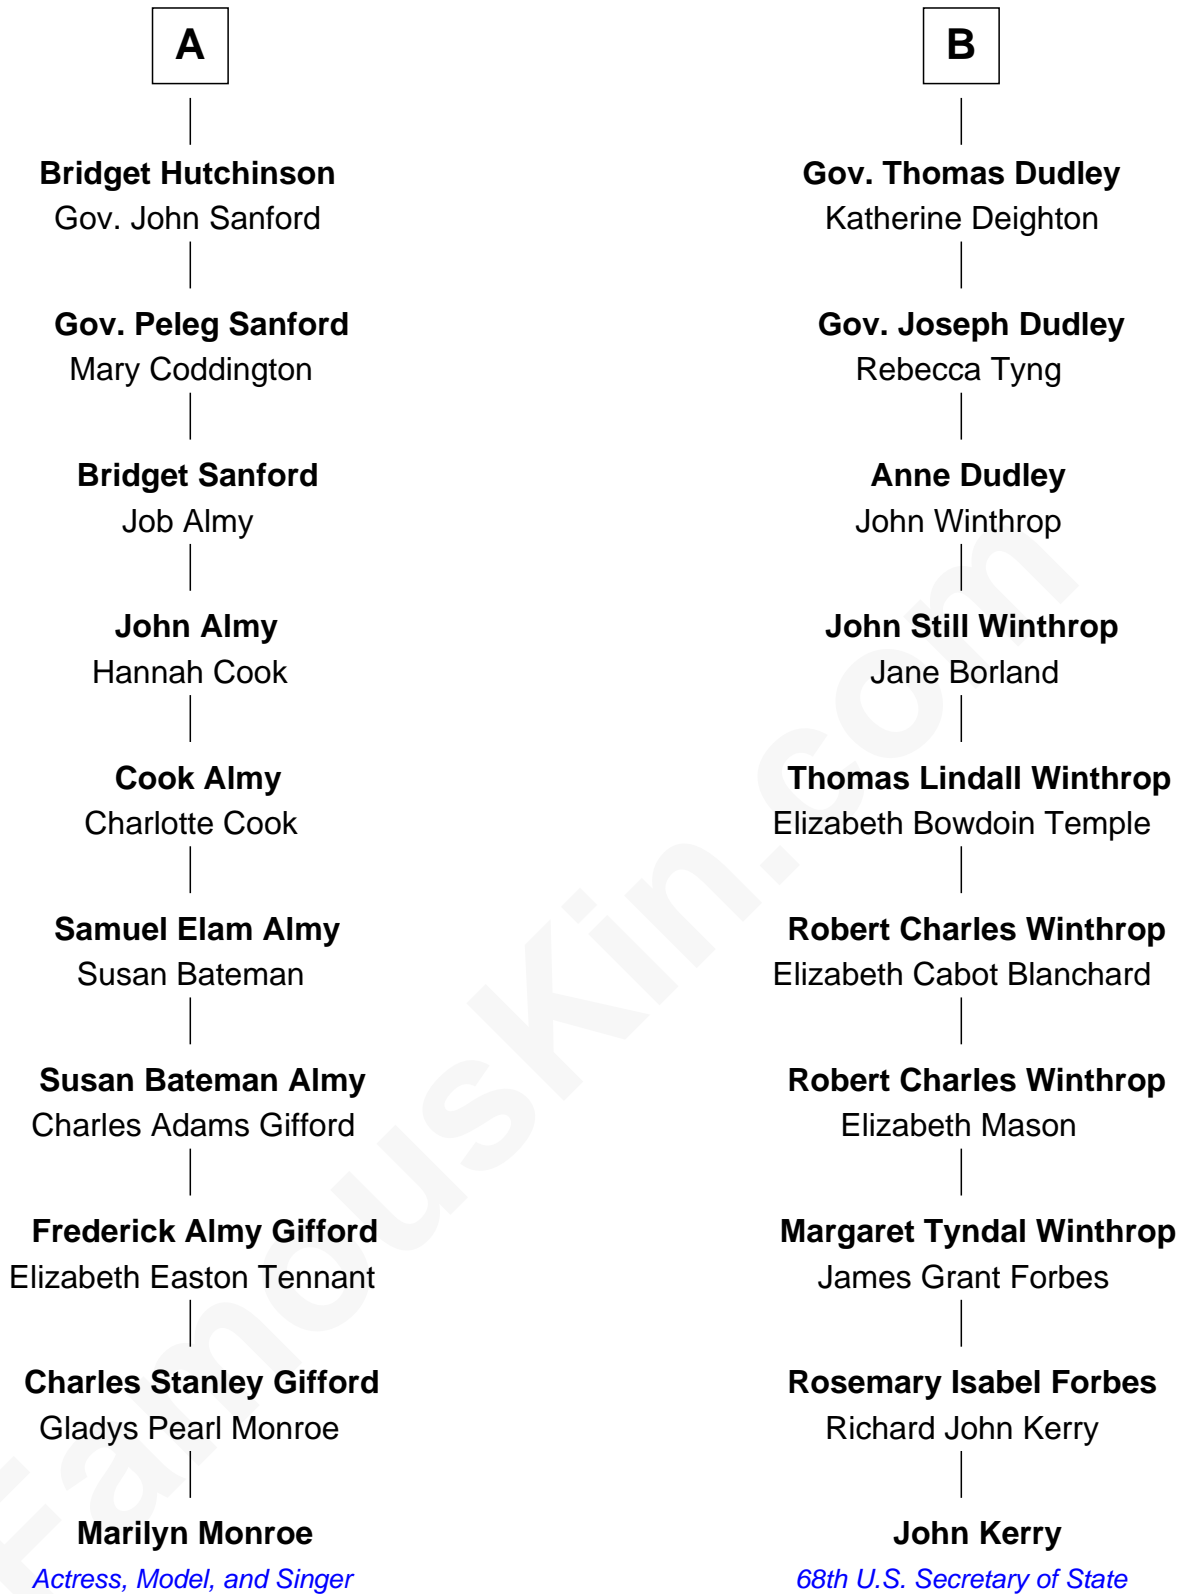 A
Bridget Hutchinson
Gov. John Sanford
Gov. Peleg Sanford
Mary Coddington
Bridget Sanford
Job Almy
John Almy
Hannah Cook
Cook Almy
Charlotte Cook
Samuel Elam Almy
Susan Bateman
Susan Bateman Almy
Charles Adams Gifford
Frederick Almy Gifford
Elizabeth Easton Tennant
Charles Stanley Gifford
Gladys Pearl Monroe
Marilyn Monroe
Actress, Model, and Singer
B
Gov. Thomas Dudley
Katherine Deighton
Gov. Joseph Dudley
Rebecca Tyng
Anne Dudley
John Winthrop
John Still Winthrop
Jane Borland
Thomas Lindall Winthrop
Elizabeth Bowdoin Temple
Robert Charles Winthrop
Elizabeth Cabot Blanchard
Robert Charles Winthrop
Elizabeth Mason
Margaret Tyndal Winthrop
James Grant Forbes
Rosemary Isabel Forbes
Richard John Kerry
John Kerry
68th U.S. Secretary of State
FamousKin.com